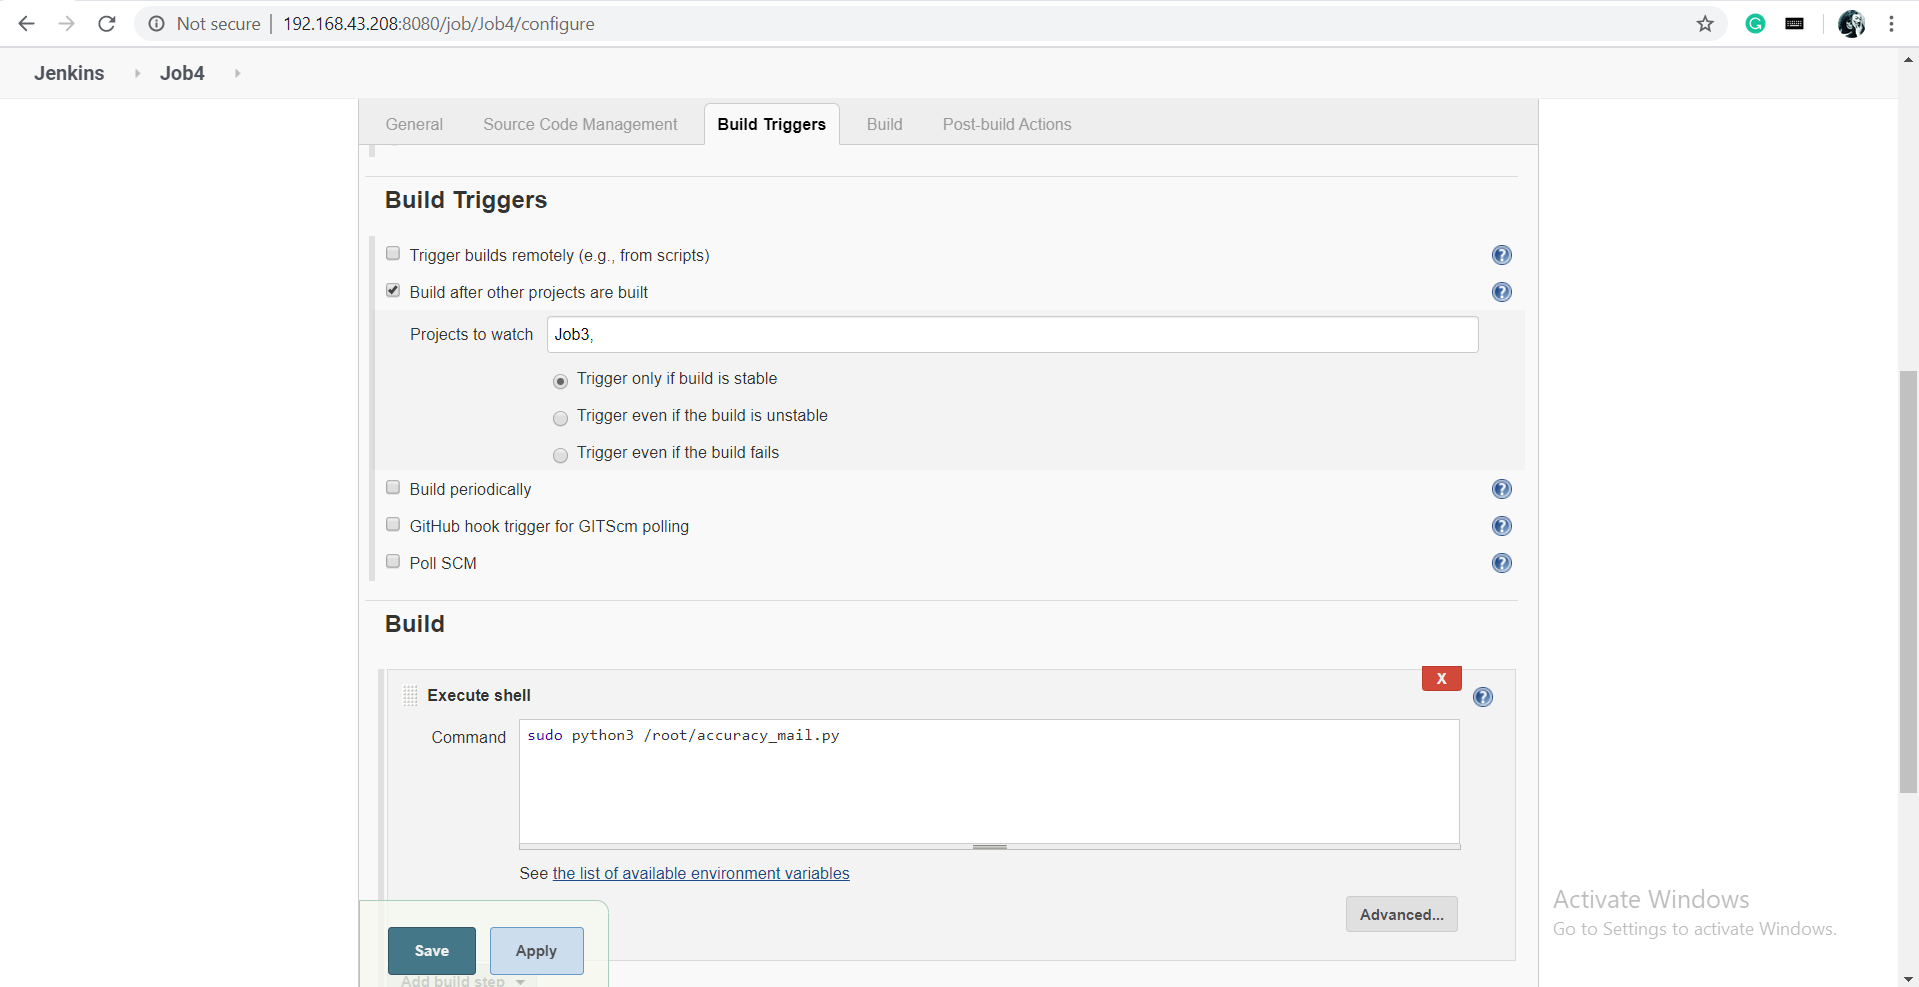 Not secure | 192.168.43.208:8080/job/Job4/configure
Jenkins Job4
General Source Code Management Build Triggers Build Post-build Actions
Build Triggers
Trigger builds remotely (e.g., from scripts)
Build after other projects are built
Projects to watch Job3,
Trigger only if build is stable
Trigger even if the build is unstable
Trigger even if the build fails
Build periodically
GitHub hook trigger for GITScm polling
Poll SCM
Build
X
Execute shell
Command sudo python3 /root/accuracy_mail.py
See the list of available environment variables
Advanced...
Save Apply
Add build step
Activate Windows
Go to Settings to activate Windows.